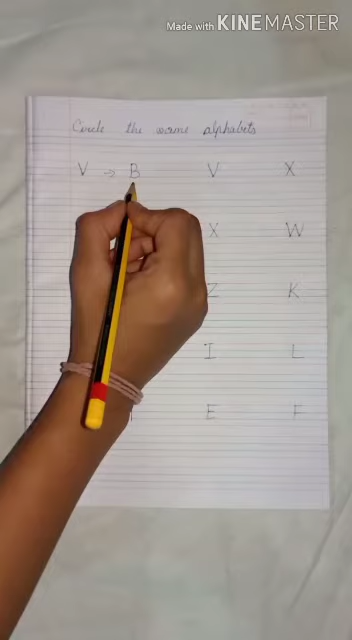 Made with KINEMASTER
Circle the same alphabets
V → B V X
X W
Z K
I L
E F